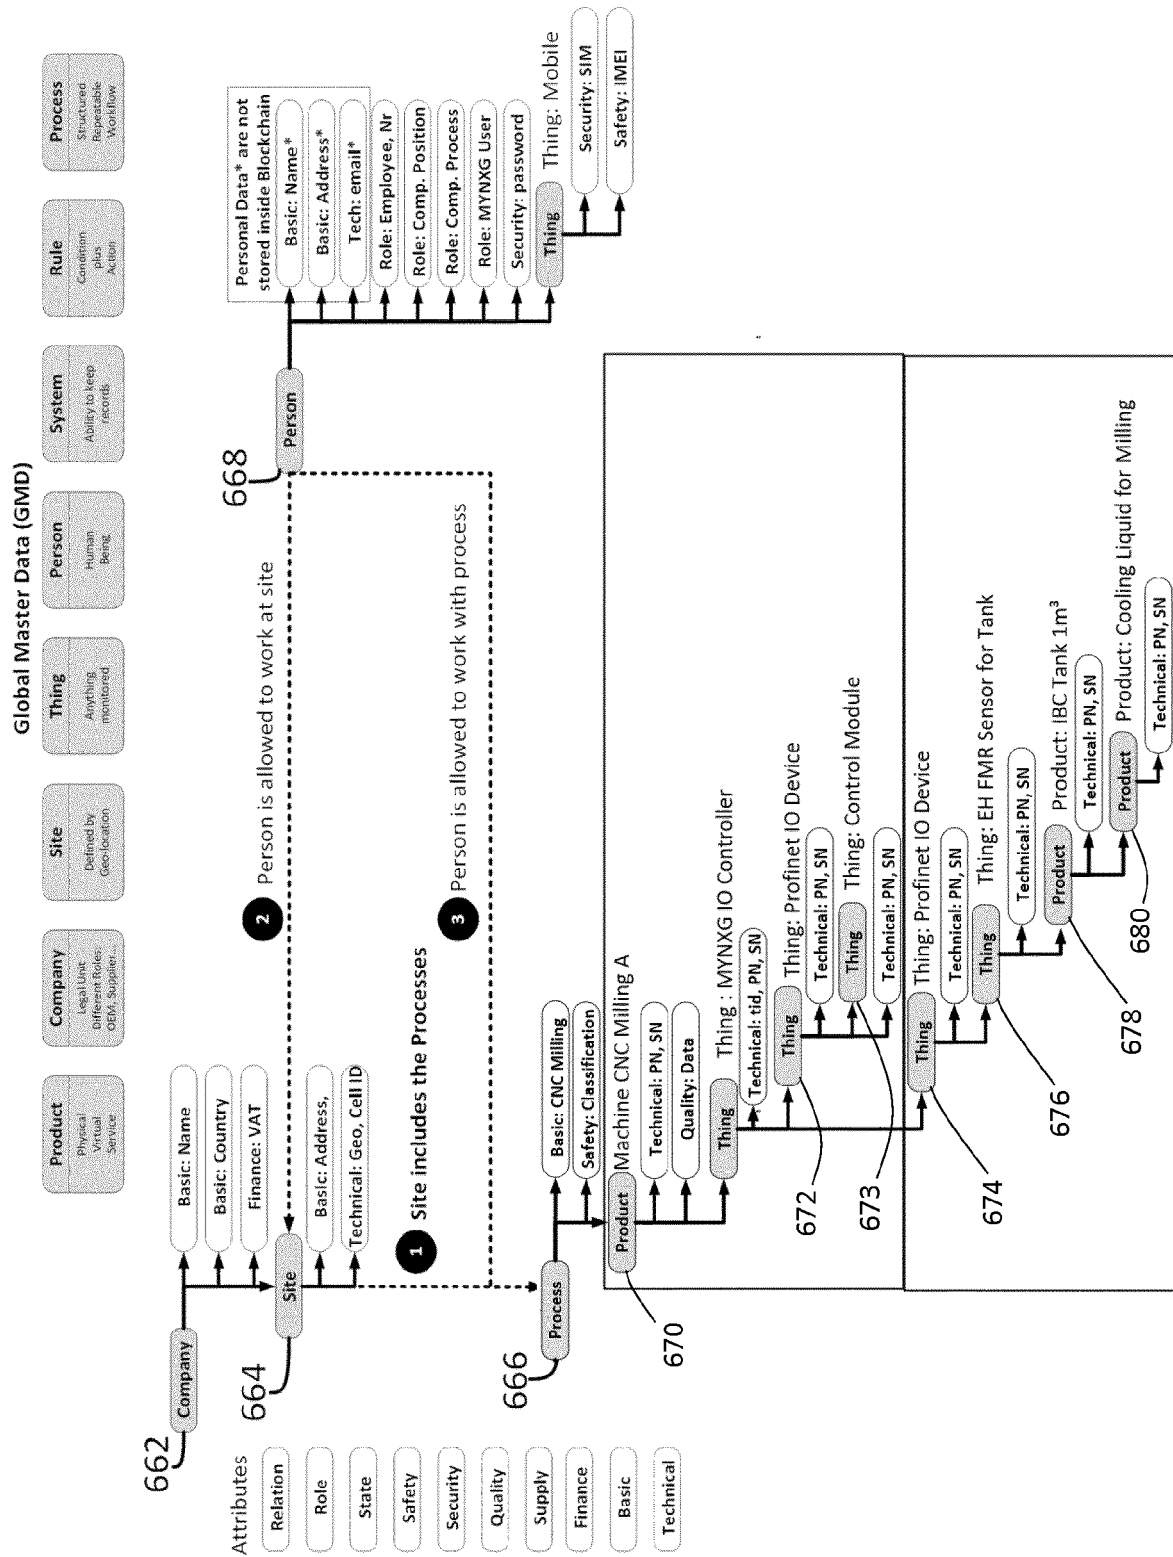 Global Master Data (GMD)
Product
Physical
Virtual
Service
Company
Legal Unit
Different Roles:
OEM, Supplier,
Site
Defined by
Geo-location
Thing
Anything
monitored
Person
Human
Being
System
Ability to keep
records
Rule
Condition
plus
Action
Process
Structured
Repeatable
Workflow
Attributes
Relation
Role
State
Safety
Security
Quality
Supply
Finance
Basic
Technical
662
Company
Basic: Name
Basic: Country
Finance: VAT
664
Site
Basic: Address,
Technical: Geo, Cell ID
1 Site includes the Processes
2 Person is allowed to work at site
3 Person is allowed to work with process
668
Person
Personal Data* are not
stored inside Blockchain
Basic: Name*
Basic: Address*
Tech: email*
Role: Employee, Nr
Role: Comp. Position
Role: Comp. Process
Role: MYNXG User
Security: password
Thing
Thing: Mobile
Security: SIM
Safety: IMEI
666
Process
Basic: CNC Milling
Safety: Classification
670
Product
Machine CNC Milling A
Technical: PN, SN
Quality: Data
Thing
Thing : MYNXG IO Controller
Technical: tid, PN, SN
672
Thing
Thing: Profinet IO Device
Technical: PN, SN
673
Thing
Thing: Control Module
Technical: PN, SN
674
Thing
Thing: Profinet IO Device
Technical: PN, SN
676
Thing
Thing: EH FMR Sensor for Tank
Technical: PN, SN
678
Product
Product: IBC Tank 1m³
Technical: PN, SN
680
Product
Product: Cooling Liquid for Milling
Technical: PN, SN